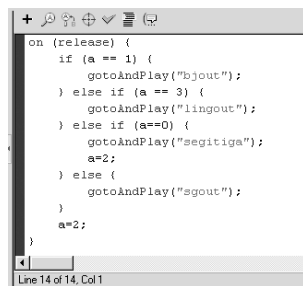 on (release) {
    if (a == 1) {
        gotoAndPlay("bjout");
    } else if (a == 3) {
        gotoAndPlay("lingout");
    } else if (a==0) {
        gotoAndPlay("segitiga");
        a=2;
    } else {
        gotoAndPlay("sgout");
    }
    a=2;
}
Line 14 of 14, Col 1